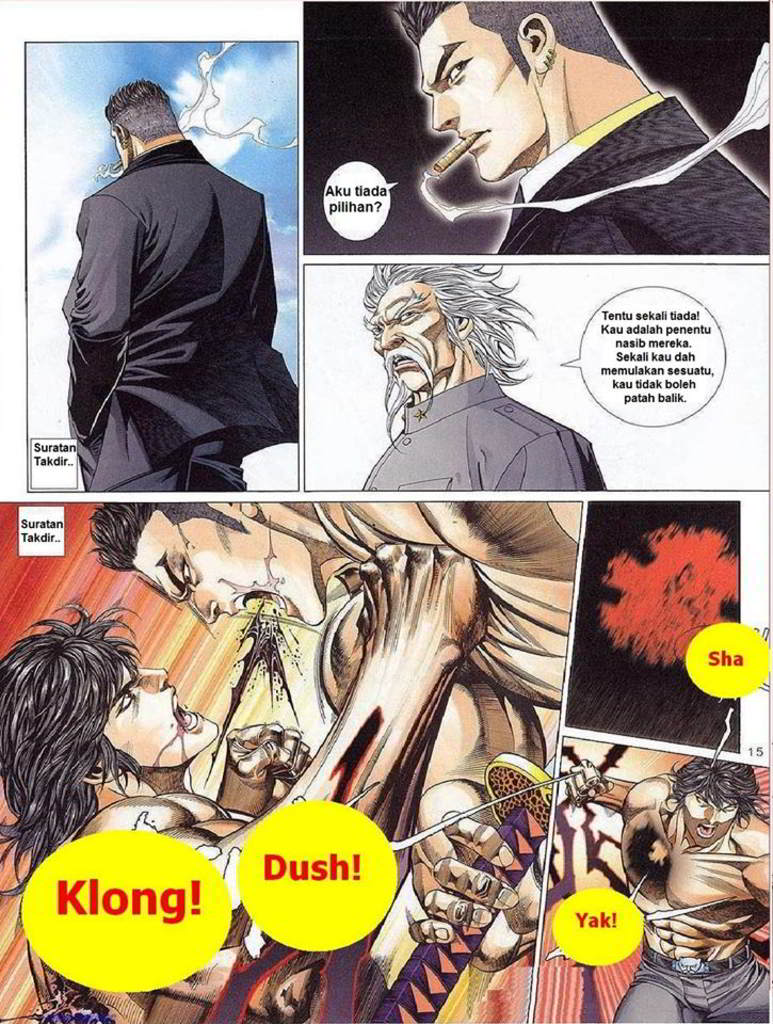 Aku tiada
pilihan?
Tentu sekali tiada!
Kau adalah penentu
nasib mereka.
Sekali kau dah
memulakan sesuatu,
kau tidak boleh
patah balik.
Suratan
Takdir..
Suratan
Takdir..
Sha
15
Klong!
Dush!
Yak!